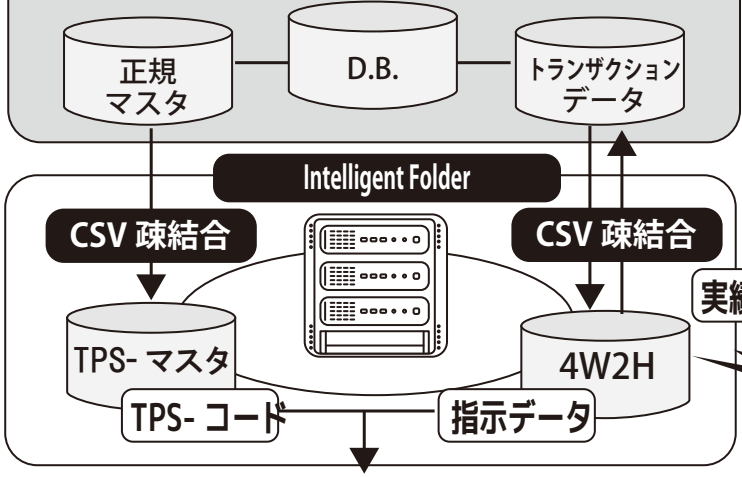 正規
マスタ
D.B.
トランザクション
データ
Intelligent Folder
CSV 疎結合
CSV 疎結合
TPS- マスタ
4W2H
TPS- コード
指示データ